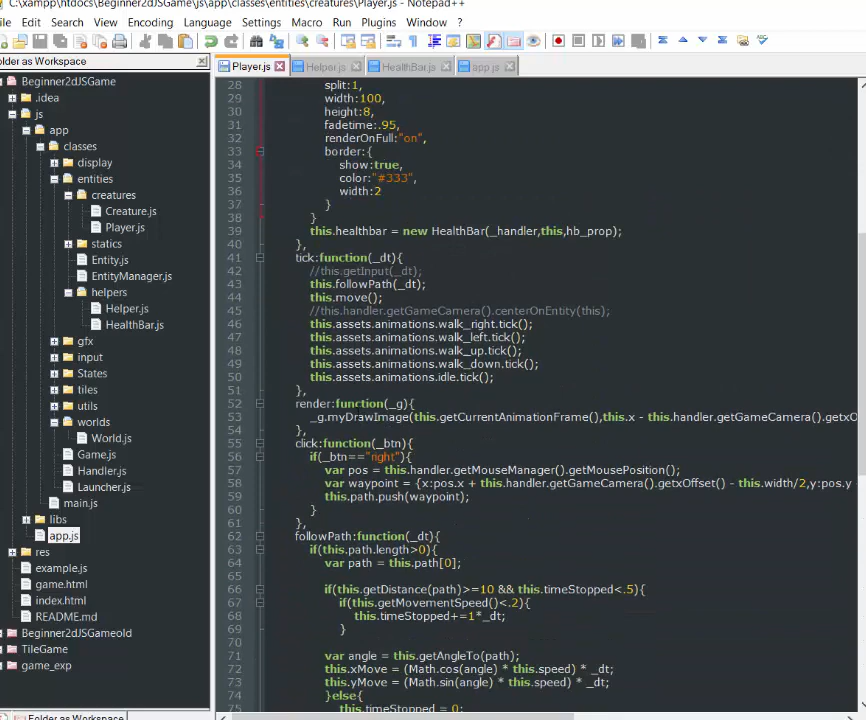 C:\xampp\htdocs\Beginner2dJSGame\js\app\classes\entities\creatures\Player.js - Notepad++
File Edit Search View Encoding Language Settings Macro Run Plugins Window ?
Folder as Workspace
Player.js Helper.js HealthBar.js app.js
Beginner2dJSGame
.idea
js
app
classes
display
entities
creatures
Creature.js
Player.js
statics
Entity.js
EntityManager.js
helpers
Helper.js
HealthBar.js
gfx
input
States
tiles
utils
worlds
World.js
Game.js
Handler.js
Launcher.js
main.js
libs
app.js
res
example.js
game.html
index.html
README.md
Beginner2dJSGameold
TileGame
game_exp
Folder as Workspace
28 split:1,
29 width:100,
30 height:8,
31 fadetime:.95,
32 renderOnFull:"on",
33 border:{
34 show:true,
35 color:"#333",
36 width:2
37 }
38 }
39 this.healthbar = new HealthBar(_handler,this,hb_prop);
40 },
41 tick:function(_dt){
42 //this.getInput(_dt);
43 this.followPath(_dt);
44 this.move();
45 //this.handler.getGameCamera().centerOnEntity(this);
46 this.assets.animations.walk_right.tick();
47 this.assets.animations.walk_left.tick();
48 this.assets.animations.walk_up.tick();
49 this.assets.animations.walk_down.tick();
50 this.assets.animations.idle.tick();
51 },
52 render:function(_g){
53 _g.myDrawImage(this.getCurrentAnimationFrame(),this.x - this.handler.getGameCamera().getxO
54 },
55 click:function(_btn){
56 if(_btn=="right"){
57 var pos = this.handler.getMouseManager().getMousePosition();
58 var waypoint = {x:pos.x + this.handler.getGameCamera().getxOffset() - this.width/2,y:pos.y
59 this.path.push(waypoint);
60 }
61 },
62 followPath:function(_dt){
63 if(this.path.length>0){
64 var path = this.path[0];
65
66 if(this.getDistance(path)>=10 && this.timeStopped<.5){
67 if(this.getMovementSpeed()<.2){
68 this.timeStopped+=1*_dt;
69 }
70
71 var angle = this.getAngleTo(path);
72 this.xMove = (Math.cos(angle) * this.speed) * _dt;
73 this.yMove = (Math.sin(angle) * this.speed) * _dt;
74 }else{
75 this.timeStopped = 0;